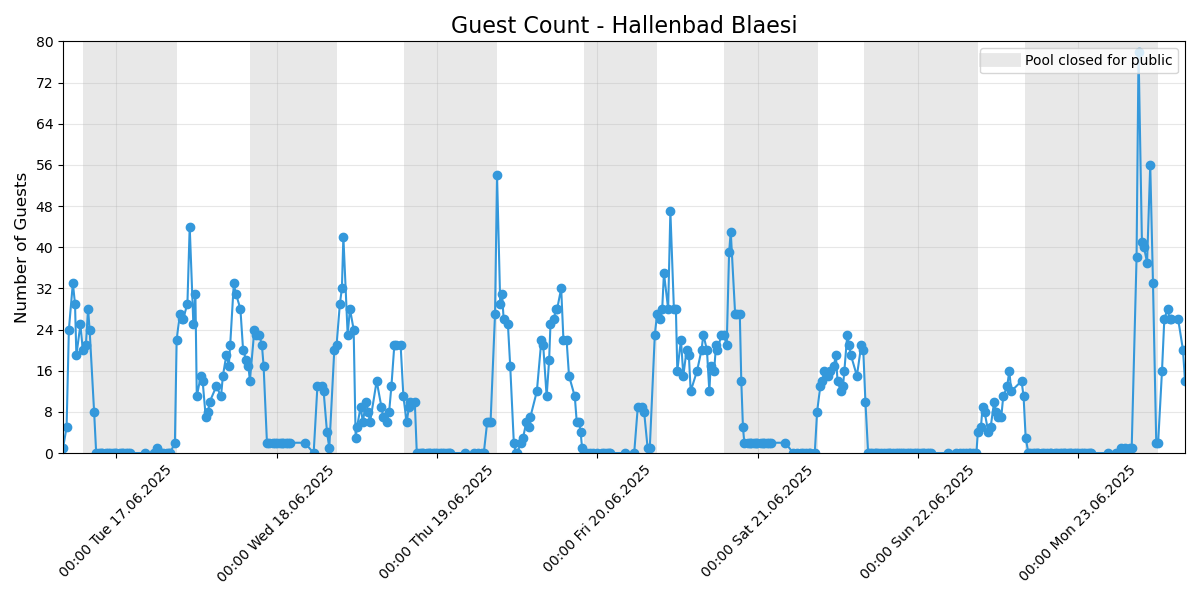 Guest Count - Hallenbad Blaesi
Pool closed for public
Number of Guests
80
72
64
56
48
40
32
24
16
8
0
00:00 Tue 17.06.2025
00:00 Wed 18.06.2025
00:00 Thu 19.06.2025
00:00 Fri 20.06.2025
00:00 Sat 21.06.2025
00:00 Sun 22.06.2025
00:00 Mon 23.06.2025